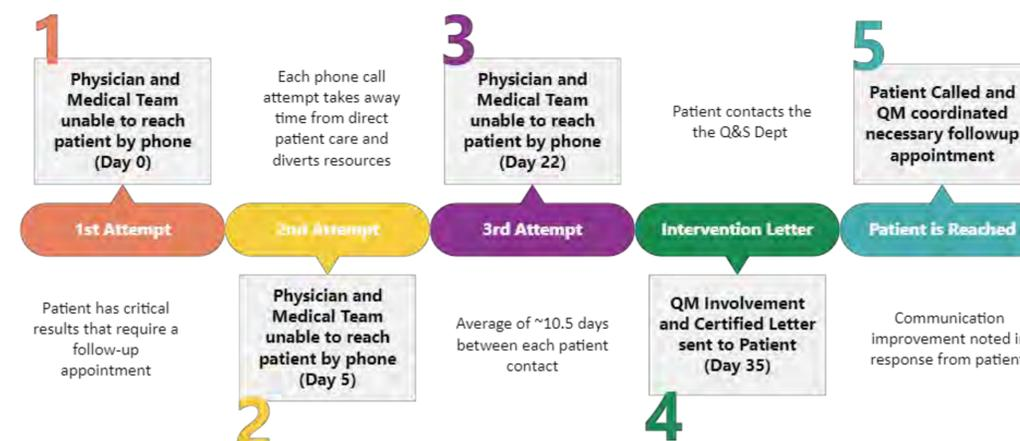 1
Physician and
Medical Team
unable to reach
patient by phone
(Day 0)
1st Attempt
Patient has critical
results that require a
follow-up
appointment
Each phone call
attempt takes away
time from direct
patient care and
diverts resources
2nd Attempt
Physician and
Medical Team
unable to reach
patient by phone
(Day 5)
2
3
Physician and
Medical Team
unable to reach
patient by phone
(Day 22)
3rd Attempt
Average of ~10.5 days
between each patient
contact
Patient contacts the
the Q&S Dept
Intervention Letter
QM Involvement
and Certified Letter
sent to Patient
(Day 35)
4
5
Patient Called and
QM coordinated
necessary followup
appointment
Patient is Reached
Communication
improvement noted in
response from patient